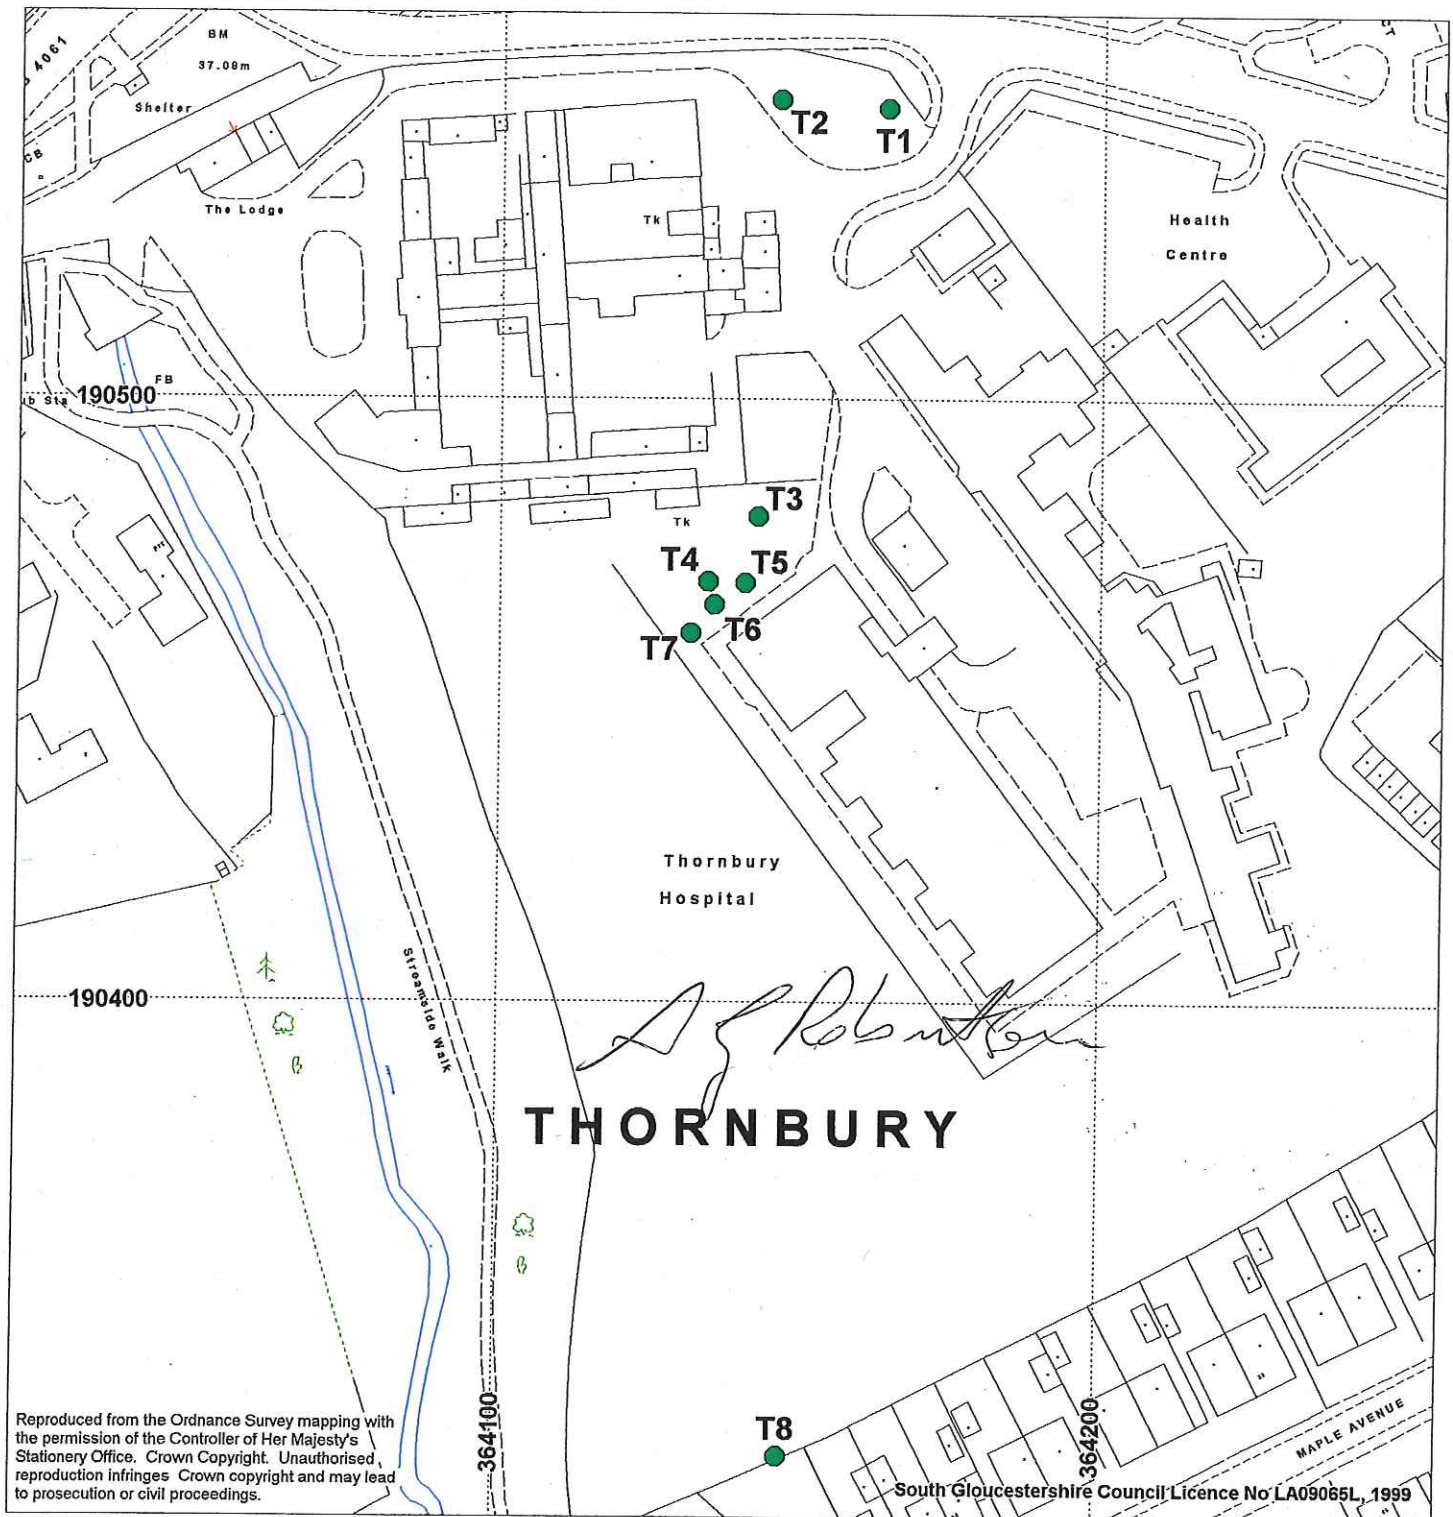 BM
37.08m
Shelter
CB
The Lodge
T2
T1
CT
Health
Centre
Tk
FB
190500
b Sta
T3
Tk
T4
T5
T6
T7
Thornbury
Hospital
Streamside Walk
190400
A G Robertson
THORNBURY
364100
364200
T8
MAPLE AVENUE
Reproduced from the Ordnance Survey mapping with
the permission of the Controller of Her Majesty's
Stationery Office. Crown Copyright. Unauthorised
reproduction infringes Crown copyright and may lead
to prosecution or civil proceedings.
South Gloucestershire Council Licence No LA09065L, 1999